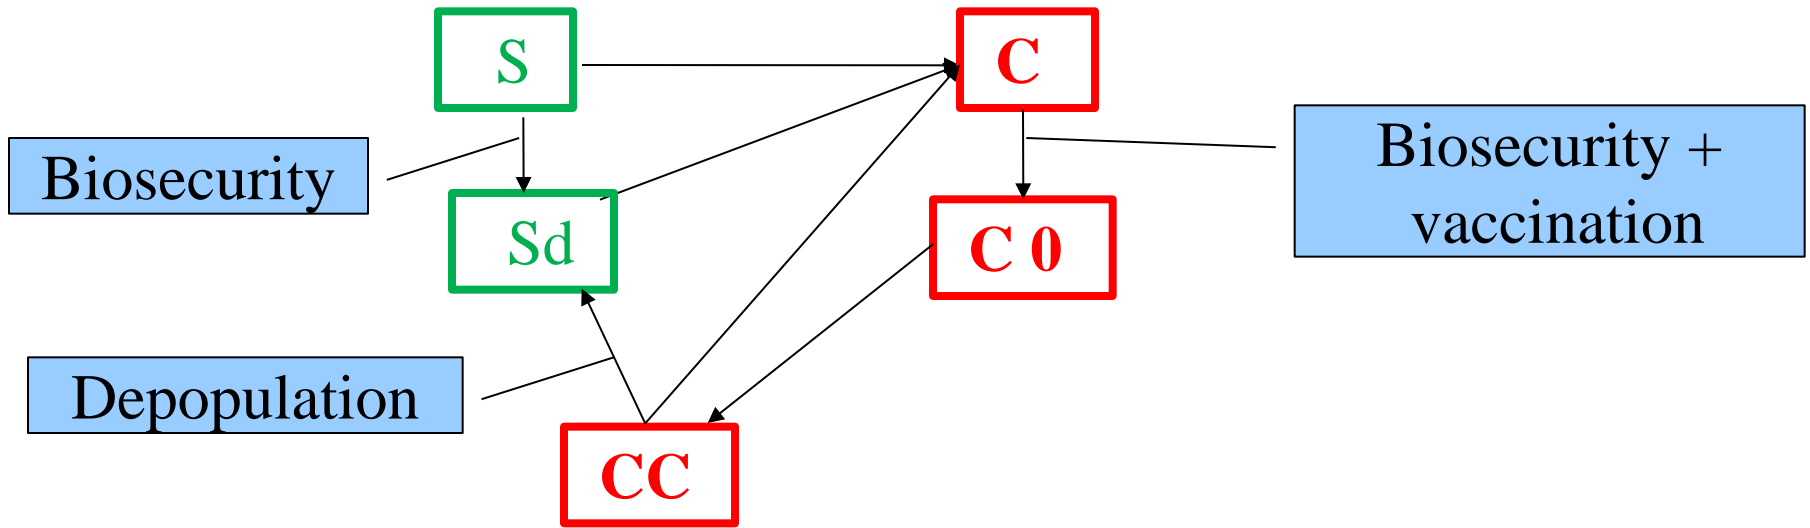 S
C
Biosecurity +
vaccination
Biosecurity
Sd
C 0
Depopulation
CC